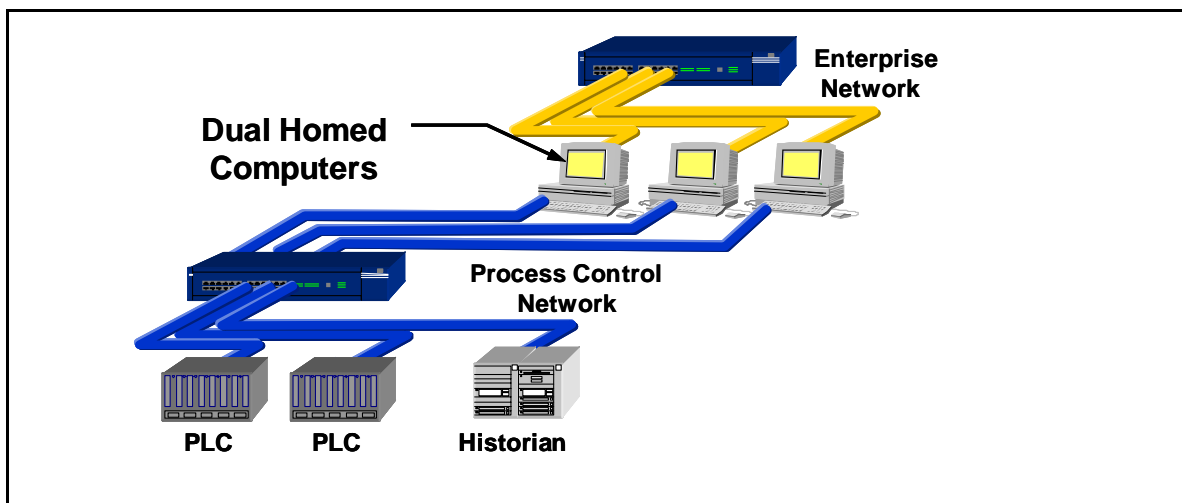 Enterprise
Network
Dual Homed
Computers
Process Control
Network
PLC
PLC
Historian